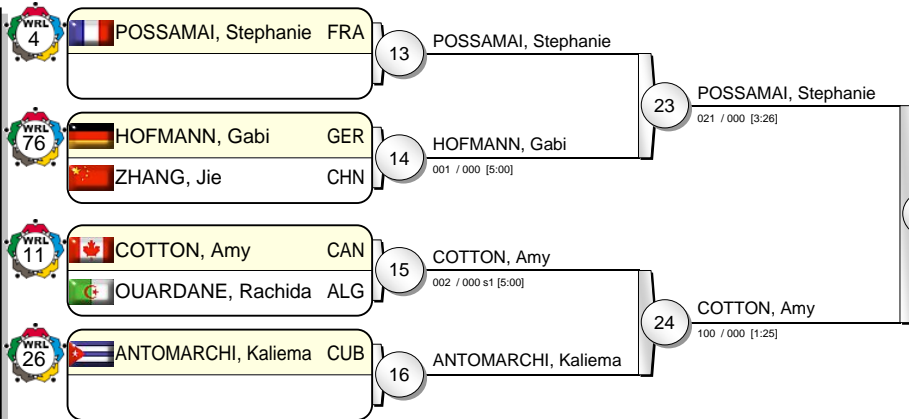 WRL 4 POSSAMAI, Stephanie FRA
13 POSSAMAI, Stephanie
23 POSSAMAI, Stephanie
021 / 000 [3:26]
WRL 76 HOFMANN, Gabi GER
ZHANG, Jie CHN
14 HOFMANN, Gabi
001 / 000 [5:00]
WRL 11 COTTON, Amy CAN
OUARDANE, Rachida ALG
15 COTTON, Amy
002 / 000 s1 [5:00]
24 COTTON, Amy
100 / 000 [1:25]
WRL 26 ANTOMARCHI, Kaliema CUB
16 ANTOMARCHI, Kaliema